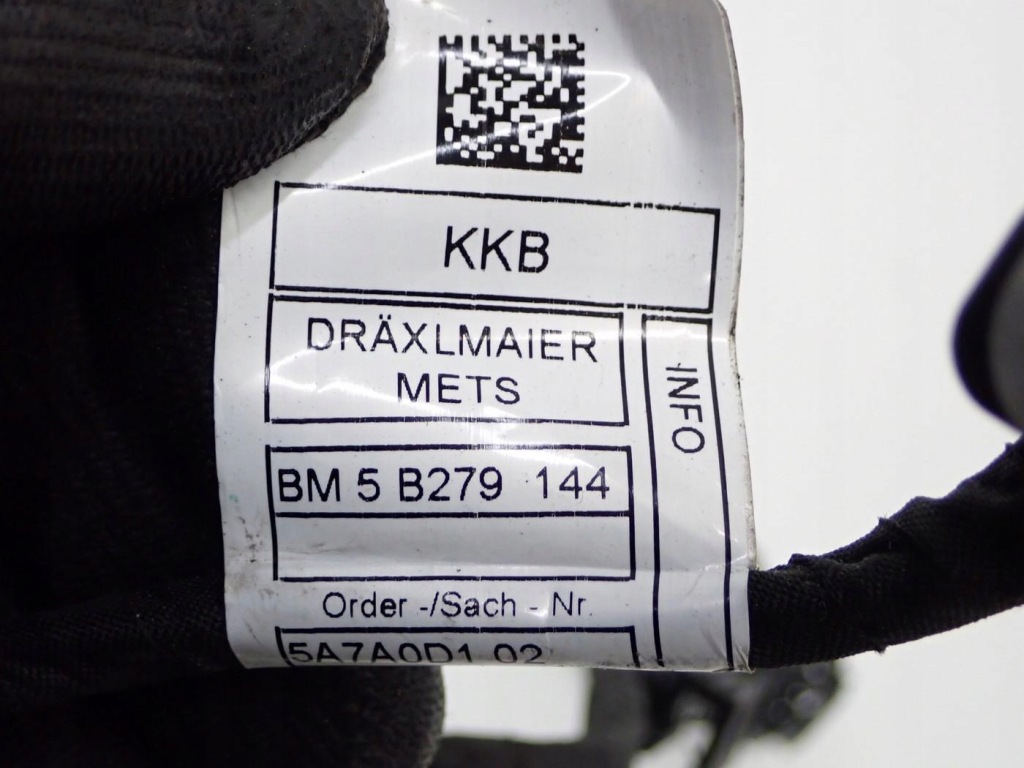 KKB
DRÄXLMAIER
METS
INFO
BM 5 B279 144
Order -/Sach - Nr.
5A7A0D1 02